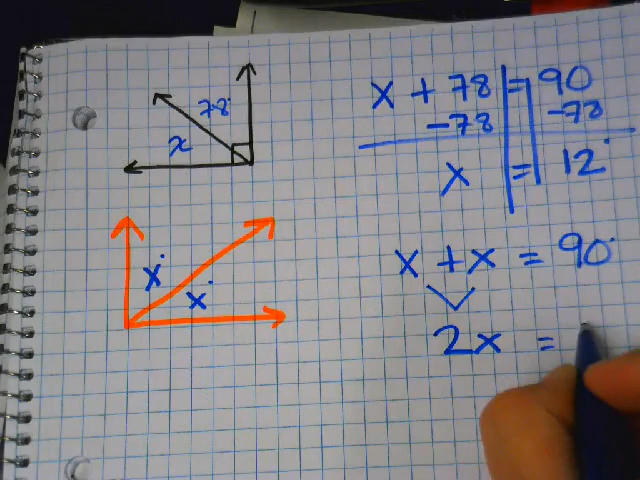 78°
x
x°
x°
x + 78 = 90
-78 -78
x = 12°
x + x = 90°
2x =